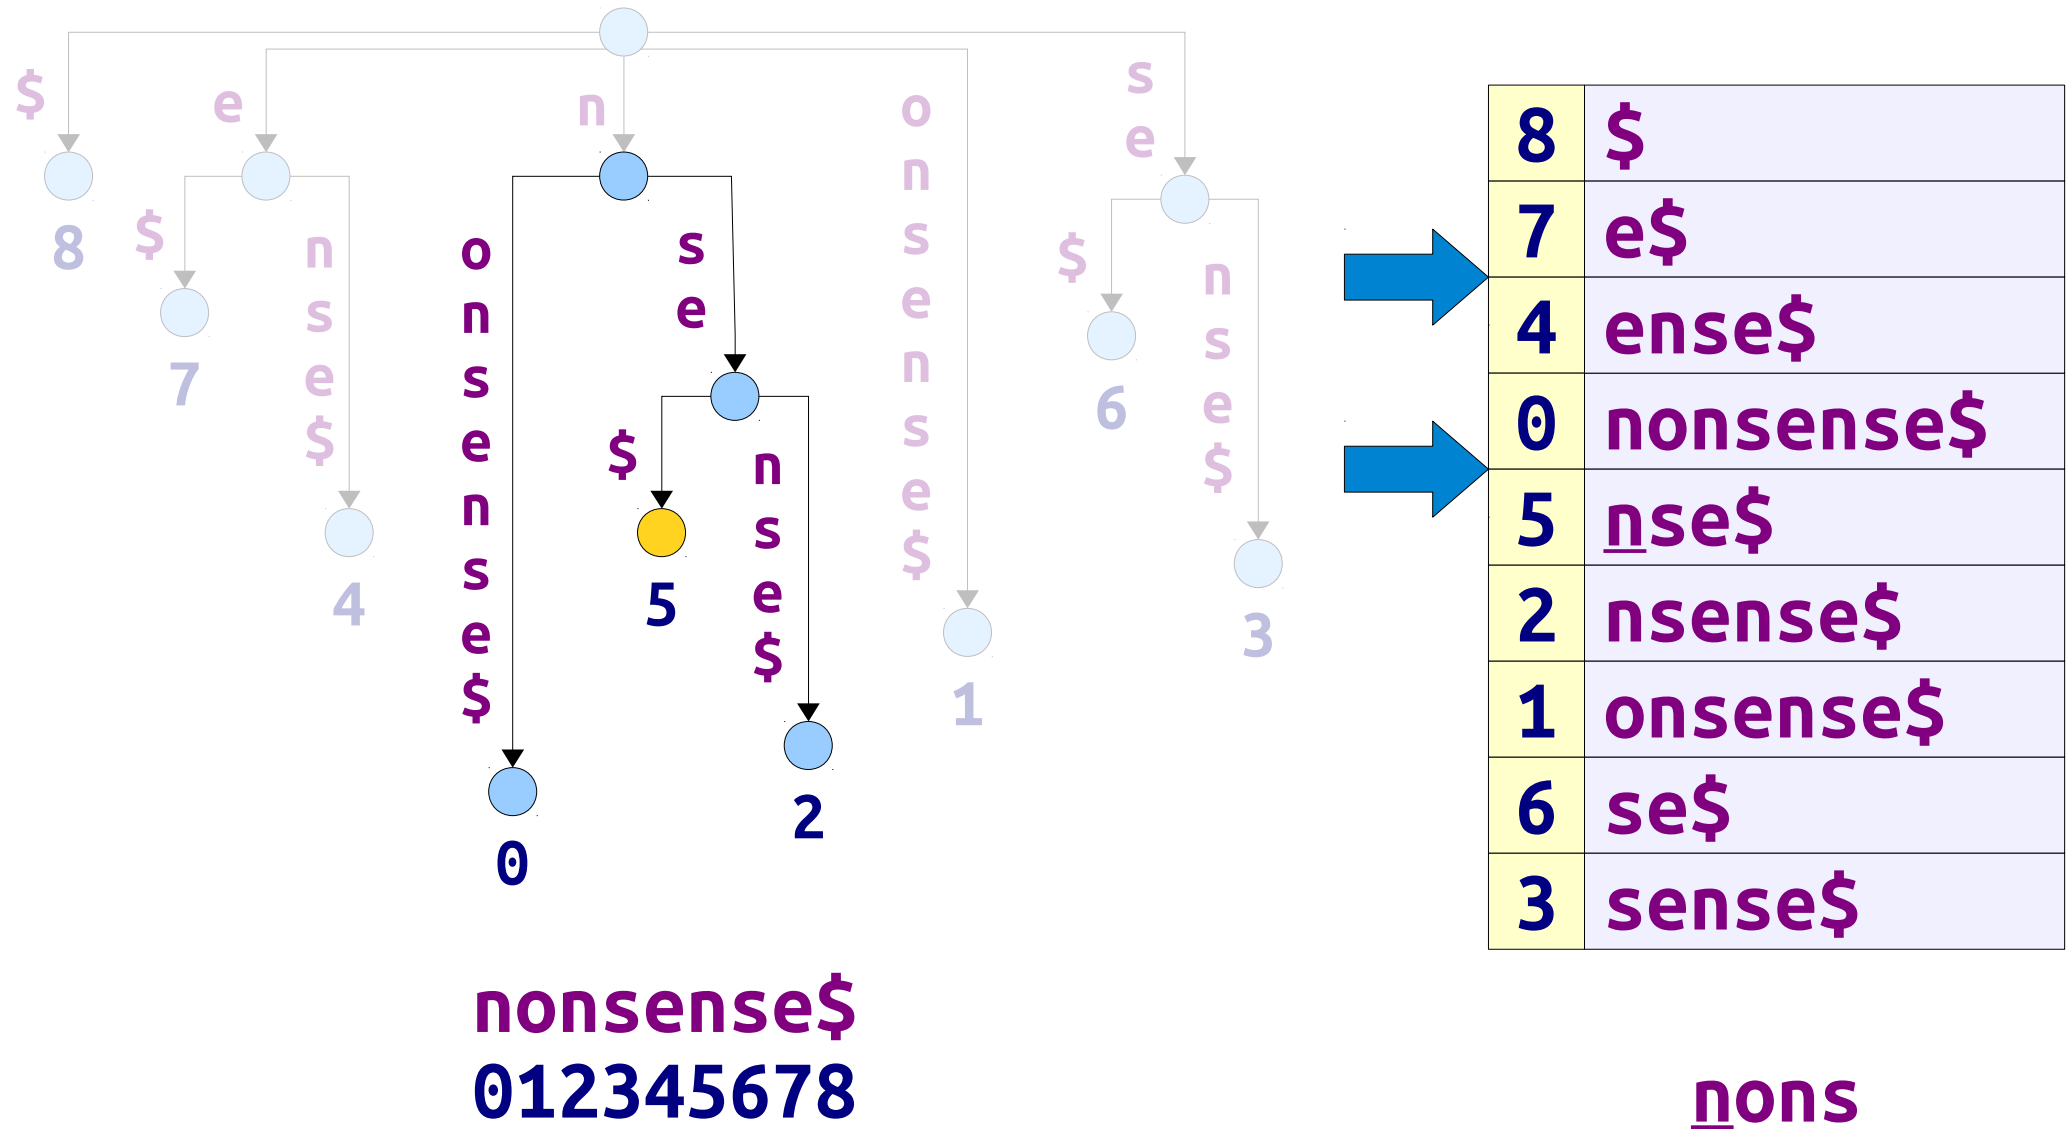 $
e
n
o
n
s
e
n
s
e
$
s
e
8
$
7
n
s
e
$
4
o
n
s
e
n
s
e
$
0
s
e
$
5
n
s
e
$
2
1
$
6
n
s
e
$
3
8 $
7 e$
4 ense$
0 nonsense$
5 nse$
2 nsense$
1 onsense$
6 se$
3 sense$
nonsense$
012345678
nons